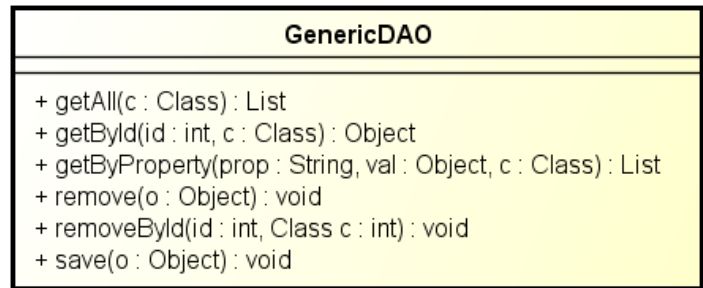 GenericDAO
+ getAll(c : Class) : List
+ getById(id : int, c : Class) : Object
+ getByProperty(prop : String, val : Object, c : Class) : List
+ remove(o : Object) : void
+ removeById(id : int, Class c : int) : void
+ save(o : Object) : void